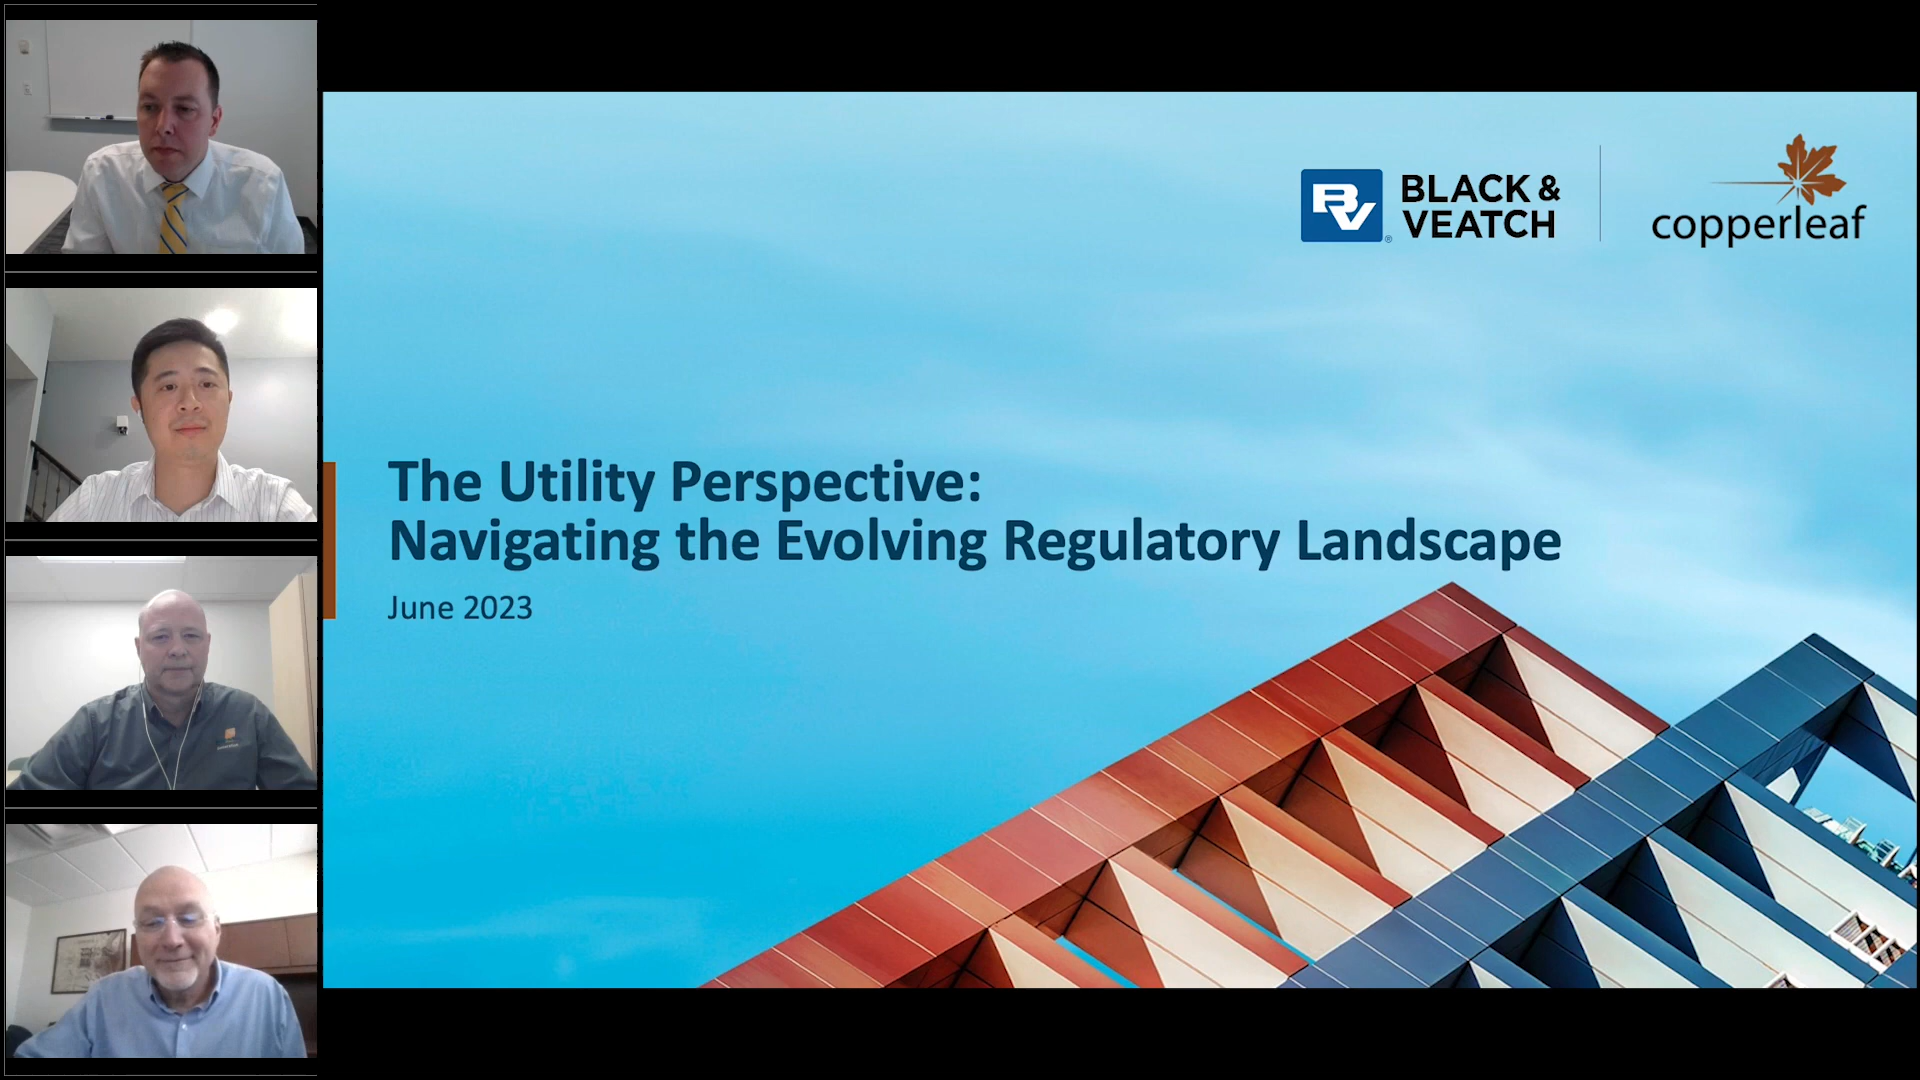 BLACK &
VEATCH
copperleaf
The Utility Perspective:
Navigating the Evolving Regulatory Landscape
June 2023